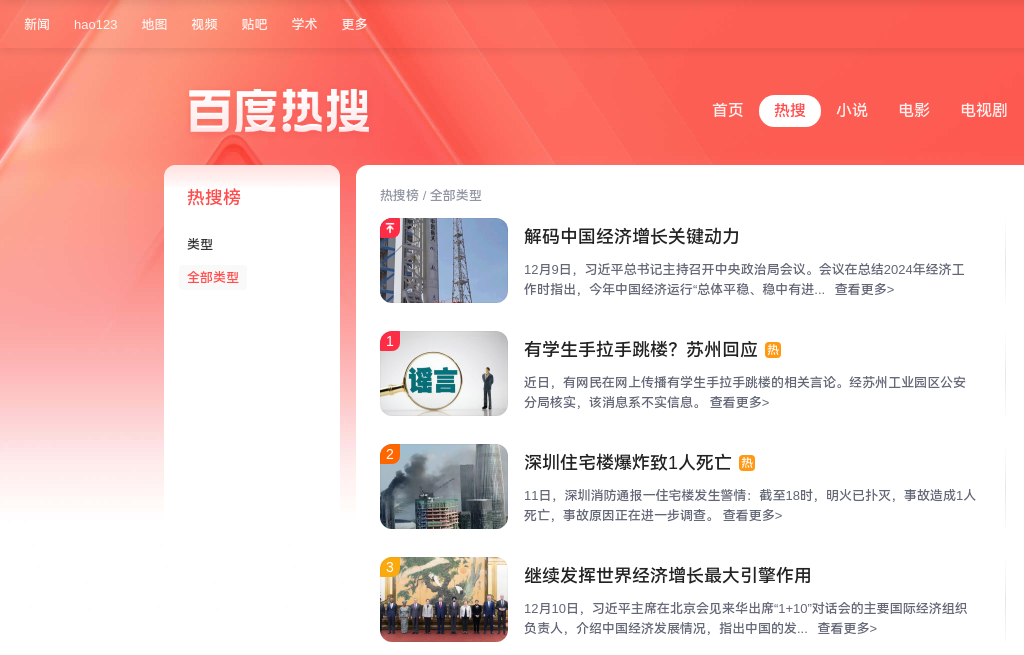 新闻 hao123 地图 视频 贴吧 学术 更多
百度热搜
首页 热搜 小说 电影 电视剧
热搜榜
类型
全部类型
热搜榜 / 全部类型
解码中国经济增长关键动力
12月9日，习近平总书记主持召开中央政治局会议。会议在总结2024年经济工
作时指出，今年中国经济运行“总体平稳、稳中有进... 查看更多>
1
谣言
有学生手拉手跳楼？苏州回应 热
近日，有网民在网上传播有学生手拉手跳楼的相关言论。经苏州工业园区公安
分局核实，该消息系不实信息。 查看更多>
2
深圳住宅楼爆炸致1人死亡 热
11日，深圳消防通报一住宅楼发生警情：截至18时，明火已扑灭，事故造成1人
死亡，事故原因正在进一步调查。 查看更多>
3
继续发挥世界经济增长最大引擎作用
12月10日，习近平主席在北京会见来华出席“1+10”对话会的主要国际经济组织
负责人，介绍中国经济发展情况，指出中国的发... 查看更多>